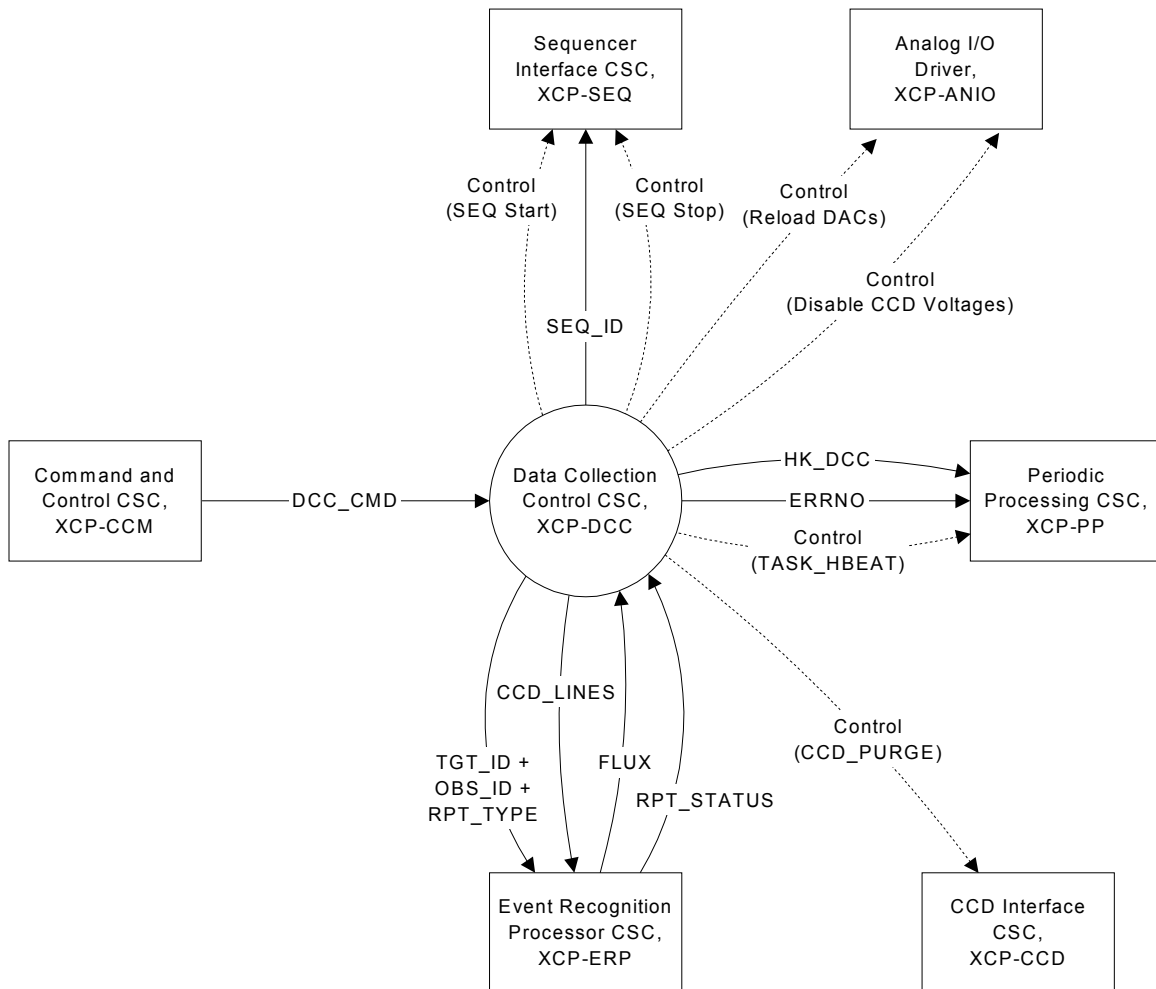 Sequencer
Interface CSC,
XCP-SEQ
Analog I/O
Driver,
XCP-ANIO
Control
(SEQ Start)
Control
(SEQ Stop)
Control
(Reload DACs)
Control
(Disable CCD Voltages)
SEQ_ID
Command and
Control CSC,
XCP-CCM
DCC_CMD
Data Collection
Control CSC,
XCP-DCC
HK_DCC
ERRNO
Control
(TASK_HBEAT)
Periodic
Processing CSC,
XCP-PP
CCD_LINES
TGT_ID +
OBS_ID +
RPT_TYPE
FLUX
RPT_STATUS
Control
(CCD_PURGE)
Event Recognition
Processor CSC,
XCP-ERP
CCD Interface
CSC,
XCP-CCD